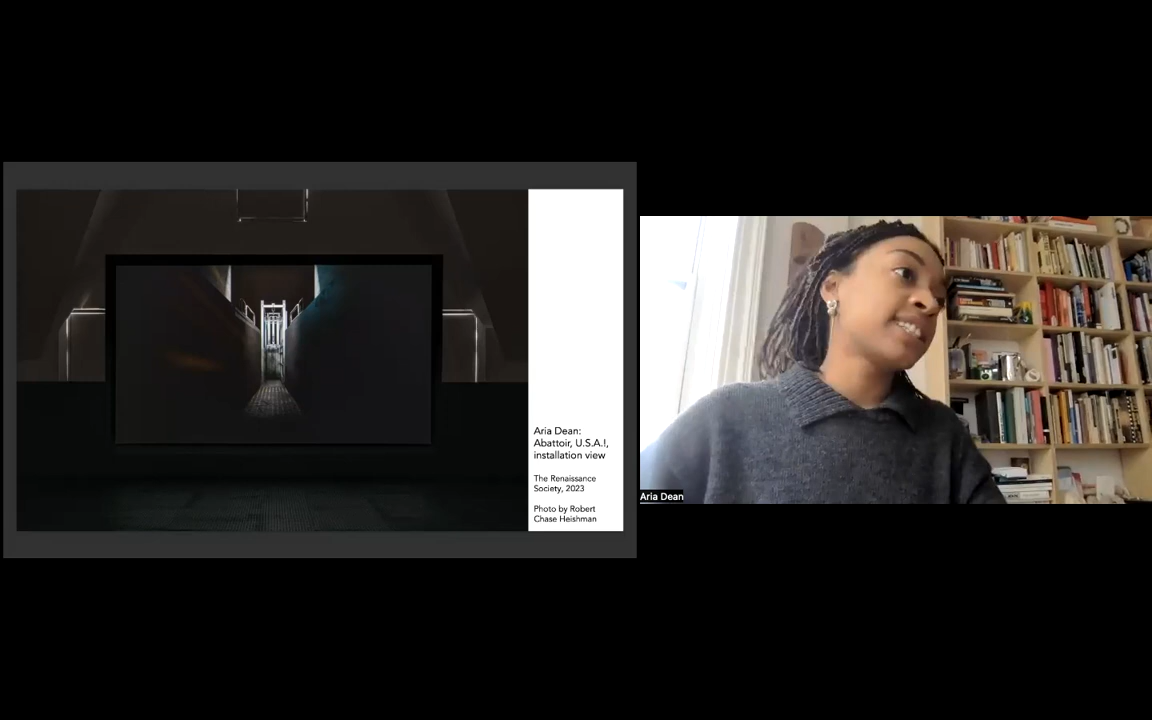 Aria Dean:
Abattoir, U.S.A.!,
installation view
The Renaissance
Society, 2023
Photo by Robert
Chase Heishman
Aria Dean